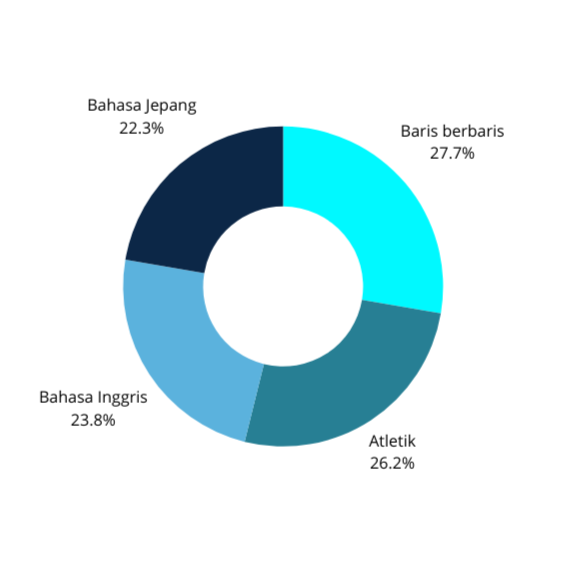 Bahasa Jepang
22.3%
Baris berbaris
27.7%
Bahasa Inggris
23.8%
Atletik
26.2%